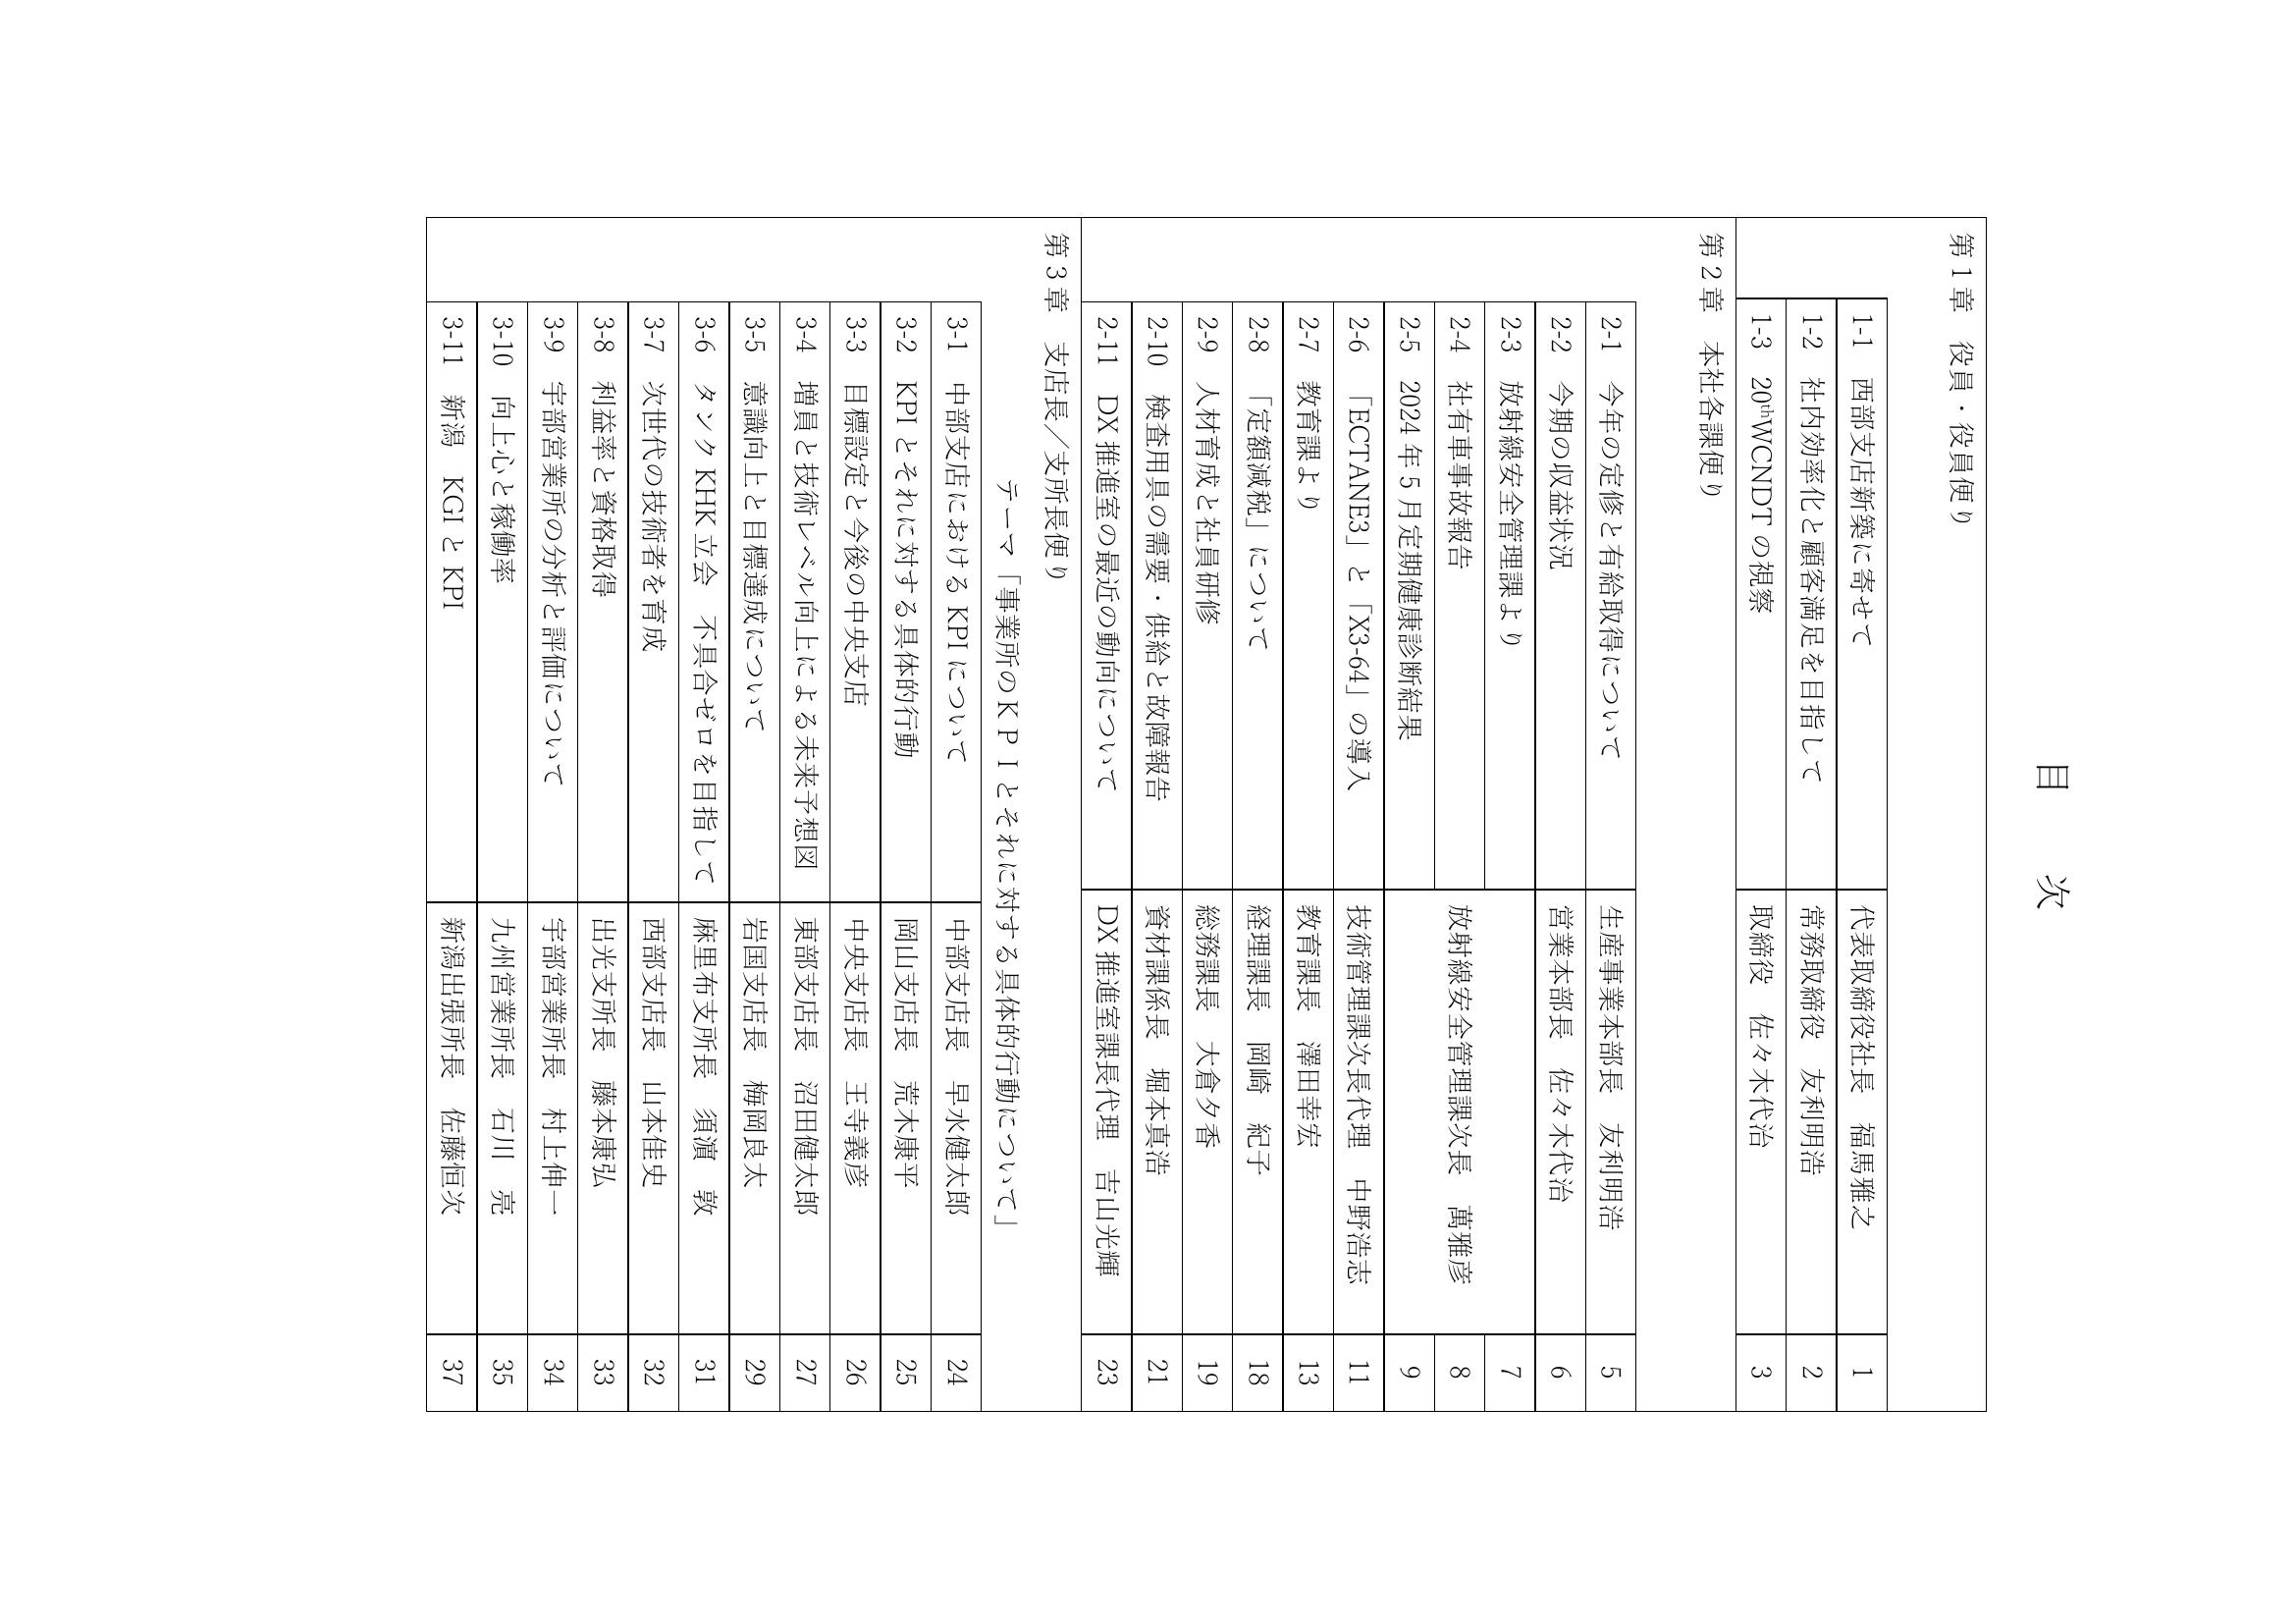 目　次
第1章　役員・役員便り
1-1　西部支店新築に寄せて　代表取締役社長　福馬雅之　1
1-2　社内効率化と顧客満足を目指して　常務取締役　友利明浩　2
1-3　20thWCNDTの視察　取締役　佐々木代治　3
第2章　本社各課便り
2-1　今年の定修と有給取得について　生産事業本部長　友利明浩　5
2-2　今期の収益状況　営業本部長　佐々木代治　6
2-3　放射線安全管理課より　7
2-4　社有車事故報告　放射線安全管理課次長　萬雅彦　8
2-5　2024年5月定期健康診断結果　9
2-6　「ECTANE3」と「X3-64」の導入　技術管理課次長代理　中野浩志　11
2-7　教育課より　教育課長　澤田幸宏　13
2-8　「定額減税」について　経理課長　岡崎　紀子　18
2-9　人材育成と社員研修　総務課長　大倉夕香　19
2-10　検査用具の需要・供給と故障報告　資材課係長　堀本真浩　21
2-11　DX推進室の最近の動向について　DX推進室課長代理　吉山光輝　23
第3章　支店長／支所長便り
テーマ「事業所のKPIとそれに対する具体的行動について」
3-1　中部支店におけるKPIについて　中部支店長　早水健太郎　24
3-2　KPIとそれに対する具体的行動　岡山支店長　荒木康平　25
3-3　目標設定と今後の中央支店　中央支店長　王寺義彦　26
3-4　増員と技術レベル向上による未来予想図　東部支店長　沼田健太郎　27
3-5　意識向上と目標達成について　岩国支店長　梅岡良太　29
3-6　タンクKHK立会　不具合ゼロを目指して　麻里布支所長　須濵　敦　31
3-7　次世代の技術者を育成　西部支店長　山本佳史　32
3-8　利益率と資格取得　出光支所長　藤本康弘　33
3-9　宇部営業所の分析と評価について　宇部営業所長　村上伸一　34
3-10　向上心と稼働率　九州営業所長　石川　亮　35
3-11　新潟　KGIとKPI　新潟出張所長　佐藤恒次　37